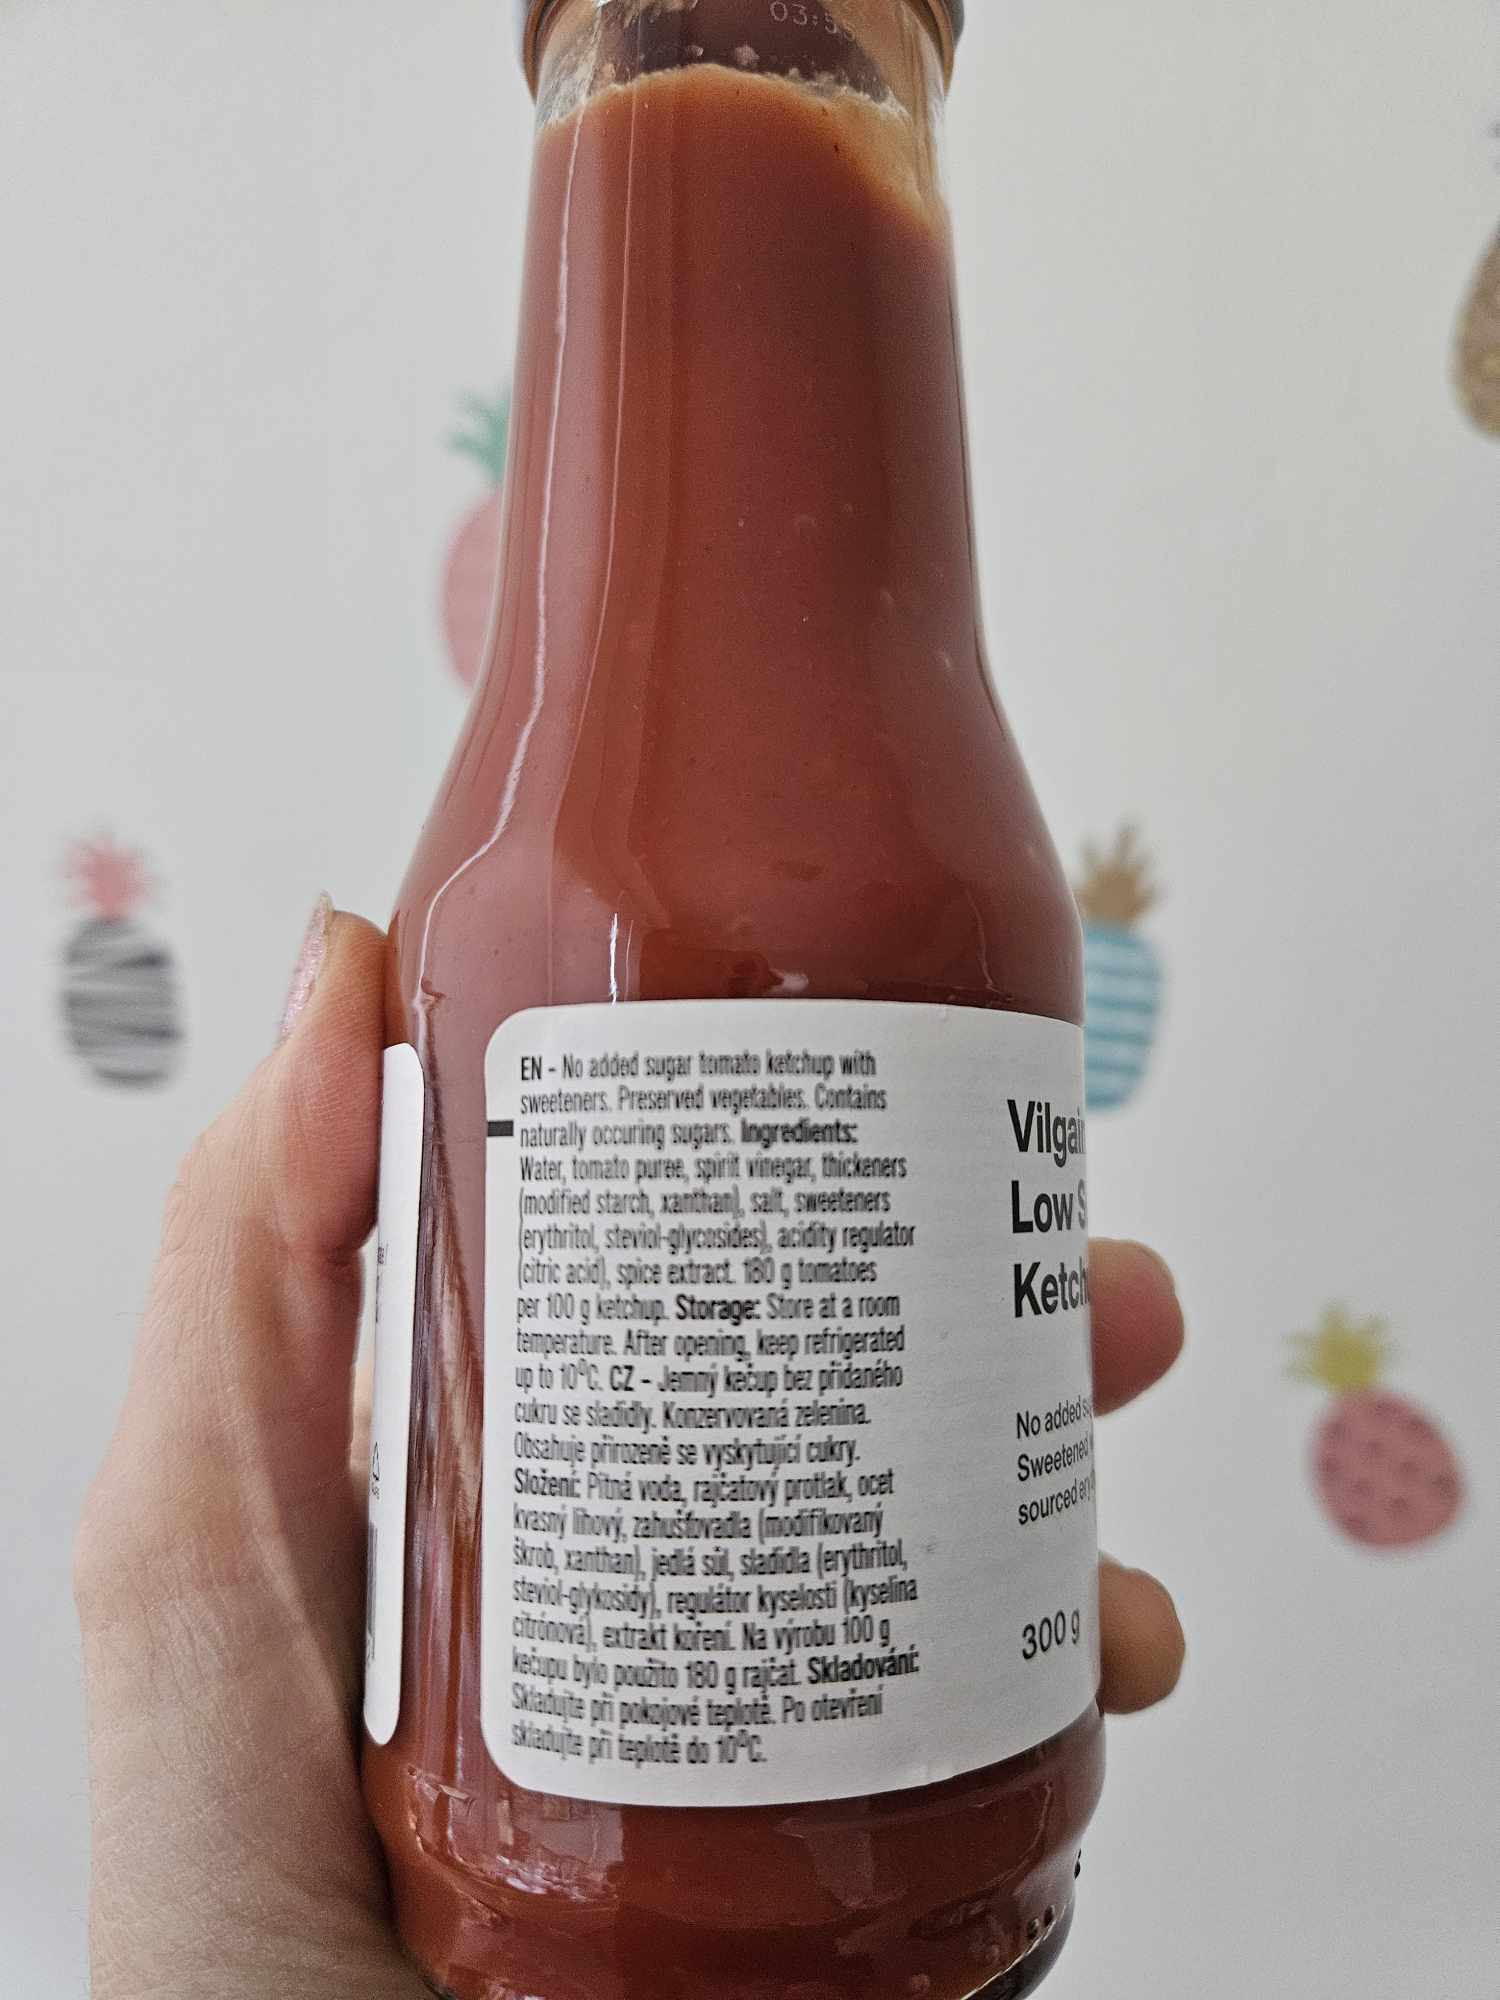 03:5
EN - No added sugar tomato ketchup with
sweeteners. Preserved vegetables. Contains
naturally occuring sugars. Ingredients:
Water, tomato puree, spirit vinegar, thickeners
(modified starch, xanthan), salt, sweeteners
(erythritol, steviol-glycosides), acidity regulator
(citric acid), spice extract. 180 g tomatoes
per 100 g ketchup. Storage: Store at a room
temperature. After opening, keep refrigerated
up to 10°C. CZ - Jemný kečup bez přidaného
cukru se sladidly. Konzervovaná zelenina.
Obsahuje přirozeně se vyskytující cukry.
Složení: Pitná voda, rajčatový protlak, ocet
kvasný lihový, zahušťovadla (modifikovaný
škrob, xanthan), jedlá sůl, sladidla (erythritol,
steviol-glykosidy), regulátor kyselosti (kyselina
citrónová), extrakt koření. Na výrobu 100 g
kečupu bylo použito 180 g rajčat. Skladování:
Skladujte při pokojové teplotě. Po otevření
skladujte při teplotě do 10°C.
Vilgain
Low S
Ketch
No added su
Sweetened
sourced ery
300 g